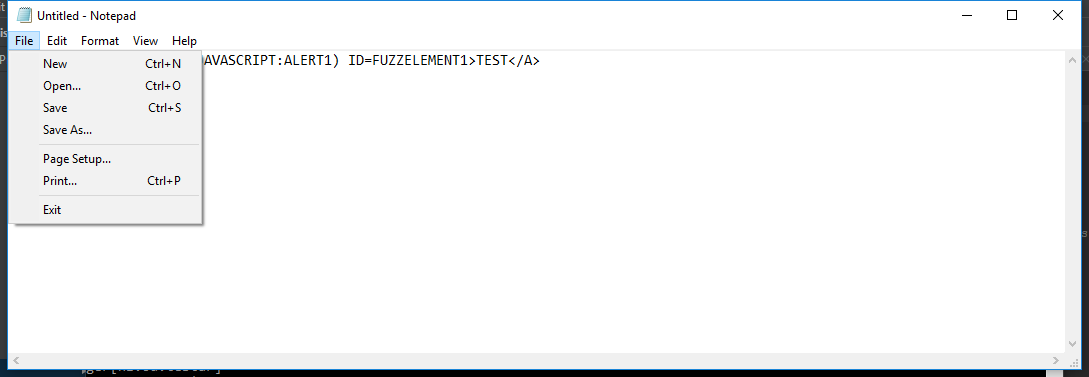 Untitled - Notepad
File Edit Format View Help
AVASCRIPT:ALERT1) ID=FUZZELEMENT1>TEST</A>
New Ctrl+N
Open... Ctrl+O
Save Ctrl+S
Save As...
Page Setup...
Print... Ctrl+P
Exit